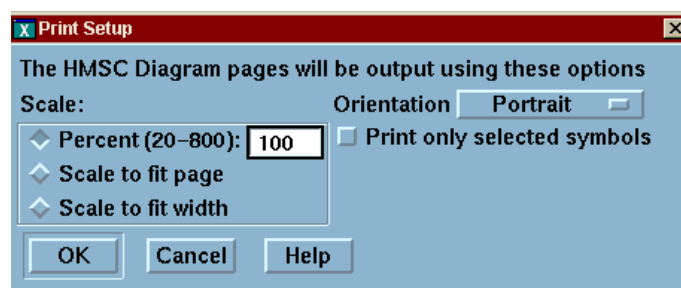 X Print Setup
The HMSC Diagram pages will be output using these options
Scale: Orientation Portrait
Percent (20-800): 100 Print only selected symbols
Scale to fit page
Scale to fit width
OK Cancel Help